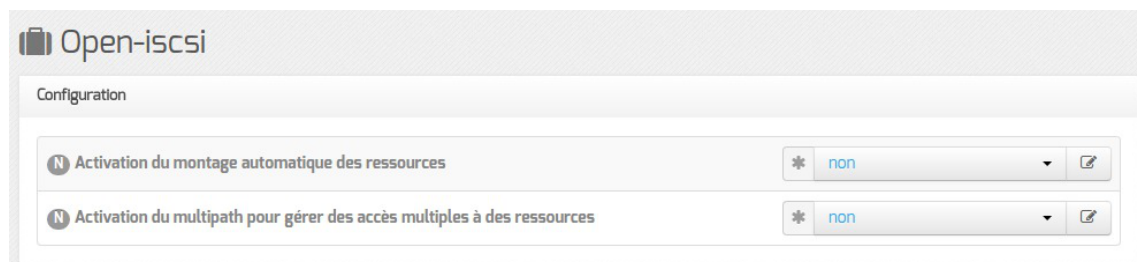 Open-iscsi
Configuration
N Activation du montage automatique des ressources * non
N Activation du multipath pour gérer des accès multiples à des ressources * non